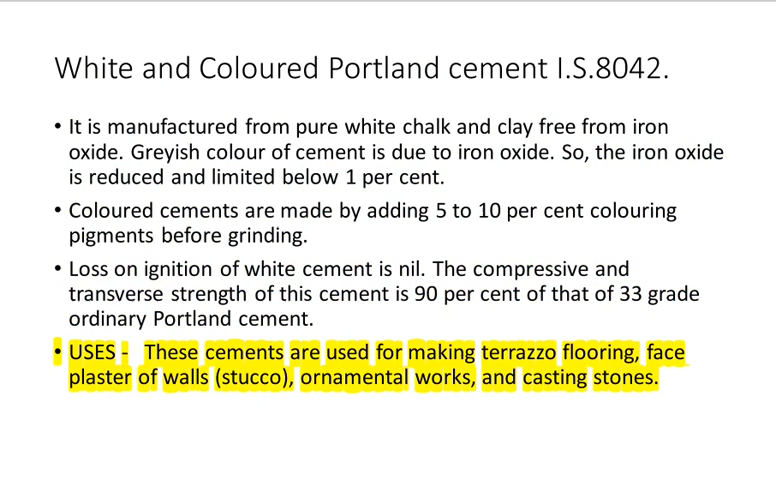 White and Coloured Portland cement I.S.8042.
• It is manufactured from pure white chalk and clay free from iron
oxide. Greyish colour of cement is due to iron oxide. So, the iron oxide
is reduced and limited below 1 per cent.
• Coloured cements are made by adding 5 to 10 per cent colouring
pigments before grinding.
• Loss on ignition of white cement is nil. The compressive and
transverse strength of this cement is 90 per cent of that of 33 grade
ordinary Portland cement.
• USES - These cements are used for making terrazzo flooring, face
plaster of walls (stucco), ornamental works, and casting stones.